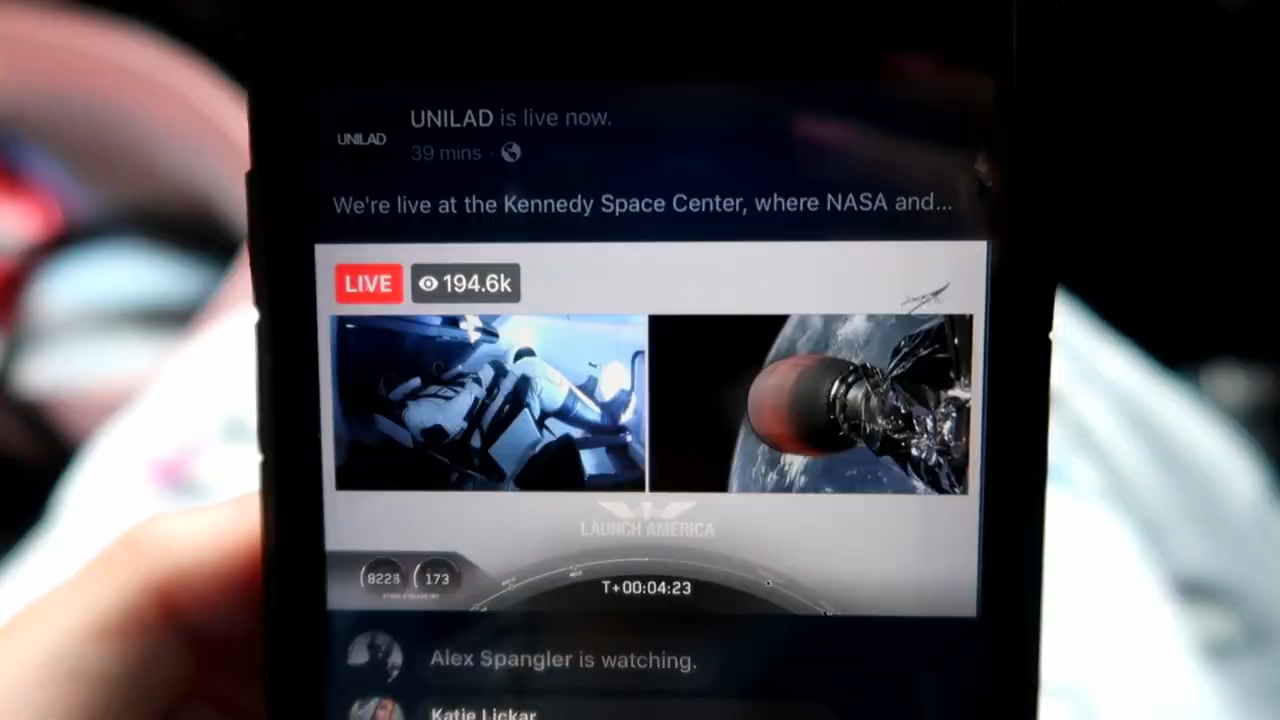 UNILAD is live now.
UNILAD
39 mins ·
We're live at the Kennedy Space Center, where NASA and...
LIVE 194.6k
LAUNCH AMERICA
173
T+00:04:23
Alex Spangler is watching.
Katie Lickar